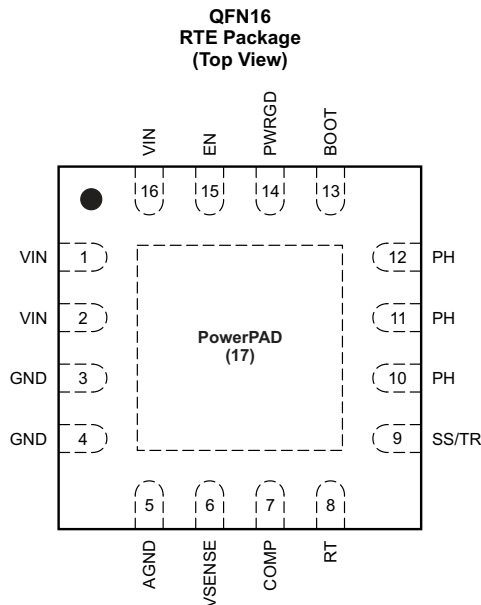 QFN16
RTE Package
(Top View)
VIN
EN
PWRGD
BOOT
16
15
14
13
VIN 1
12 PH
VIN 2
11 PH
PowerPAD
(17)
GND 3
10 PH
GND 4
9 SS/TR
5
6
7
8
AGND
VSENSE
COMP
RT